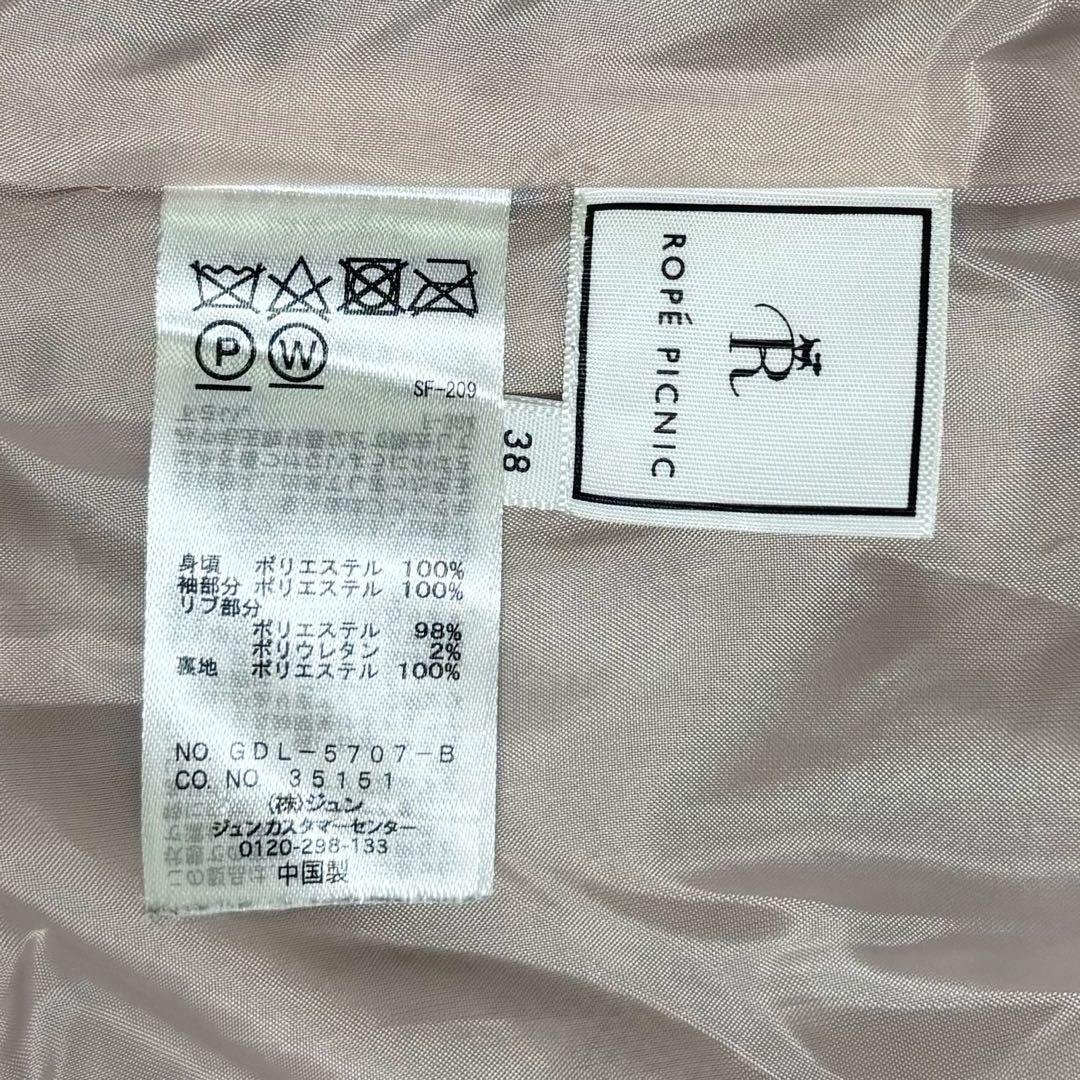 P W
SF-209
身頃 ポリエステル 100%
袖部分 ポリエステル 100%
リブ部分
ポリエステル 98%
ポリウレタン 2%
裏地 ポリエステル 100%
NO. GDL-5707-B
CO. NO 35151
(株)ジュン
ジュンカスタマーセンター
0120-298-133
中国製
38
R
ROPÉ PICNIC